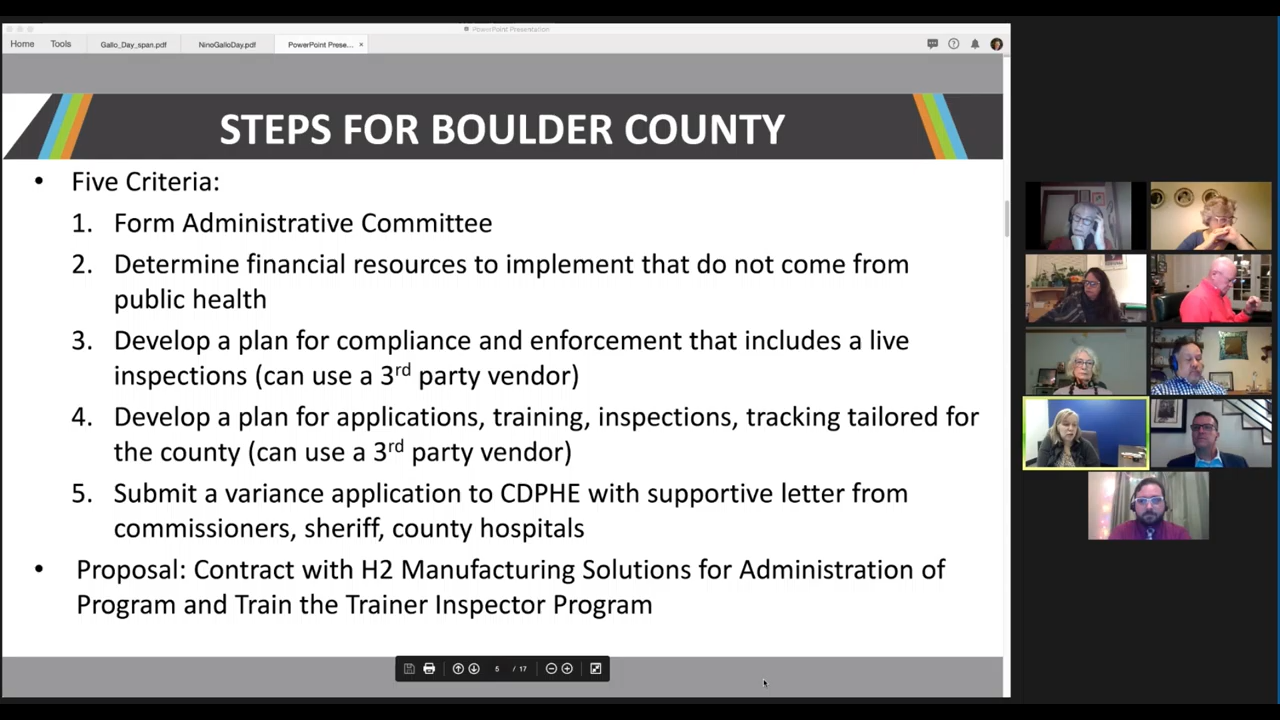 PowerPoint Presentation
Home Tools Gallo_Day_span.pdf NinoGalloDay.pdf PowerPoint Prese... ×
STEPS FOR BOULDER COUNTY
• Five Criteria:
1. Form Administrative Committee
2. Determine financial resources to implement that do not come from
public health
3. Develop a plan for compliance and enforcement that includes a live
inspections (can use a 3rd party vendor)
4. Develop a plan for applications, training, inspections, tracking tailored for
the county (can use a 3rd party vendor)
5. Submit a variance application to CDPHE with supportive letter from
commissioners, sheriff, county hospitals
• Proposal: Contract with H2 Manufacturing Solutions for Administration of
Program and Train the Trainer Inspector Program
5 / 17